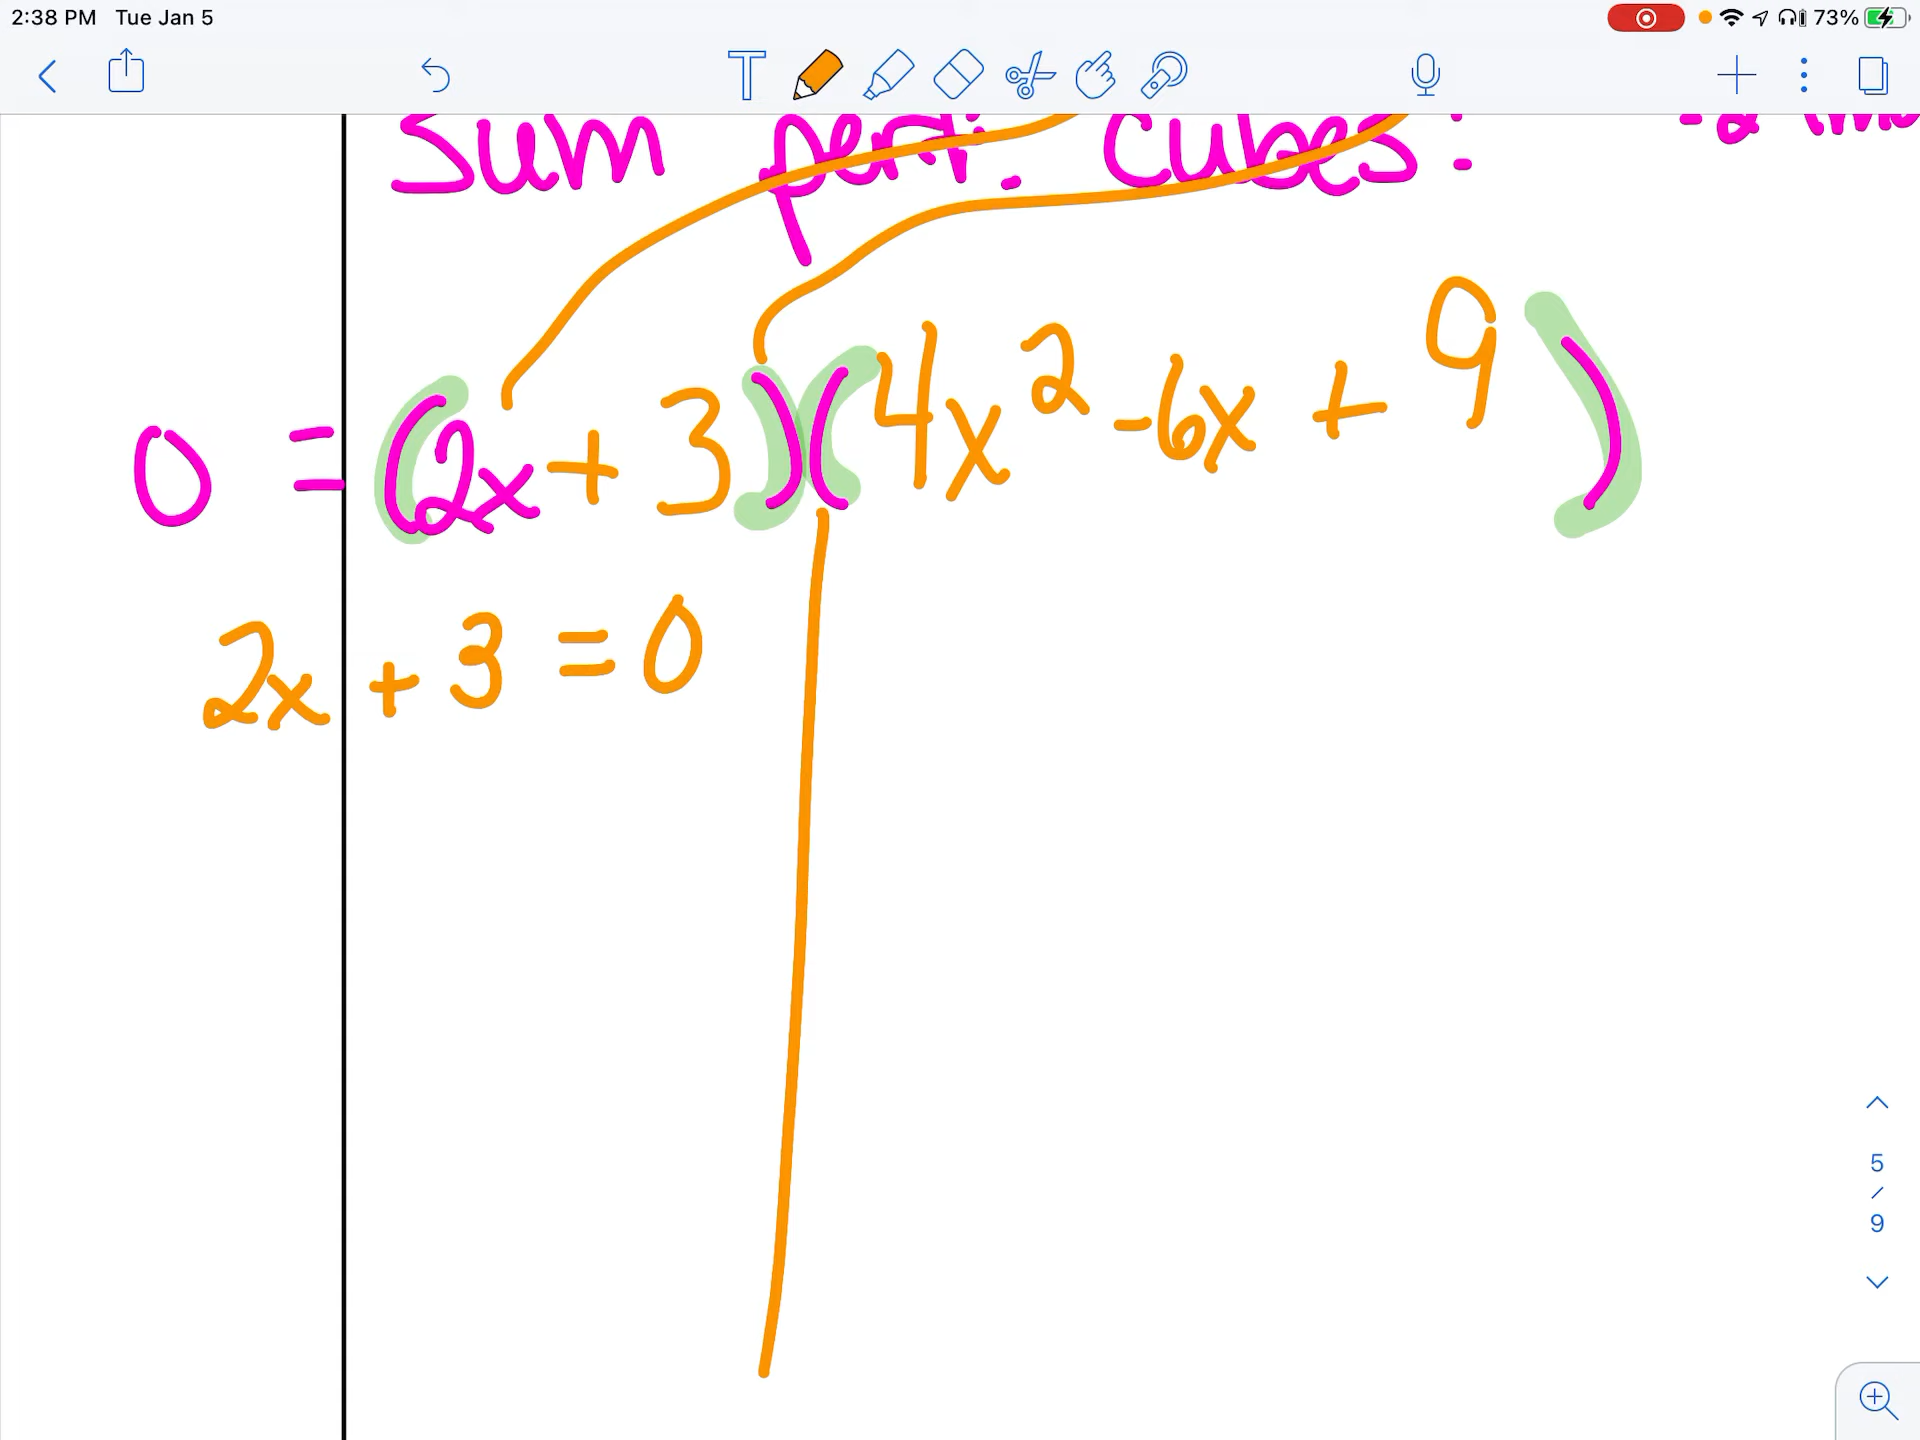 2:38 PM Tue Jan 5
73%
Sum perf. cubes:
0 = (2x + 3)(4x² - 6x + 9)
2x + 3 = 0
5
/
9